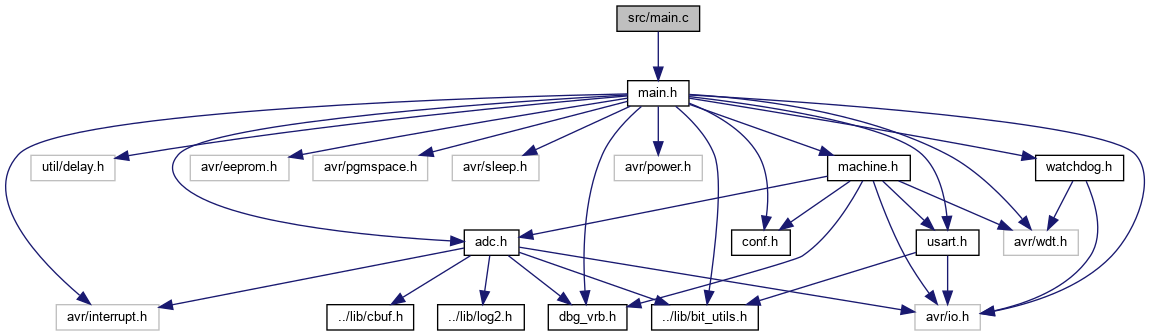 src/main.c
main.h
util/delay.h
avr/eeprom.h
avr/pgmspace.h
avr/sleep.h
avr/power.h
machine.h
watchdog.h
adc.h
conf.h
usart.h
avr/wdt.h
avr/interrupt.h
../lib/cbuf.h
../lib/log2.h
dbg_vrb.h
../lib/bit_utils.h
avr/io.h